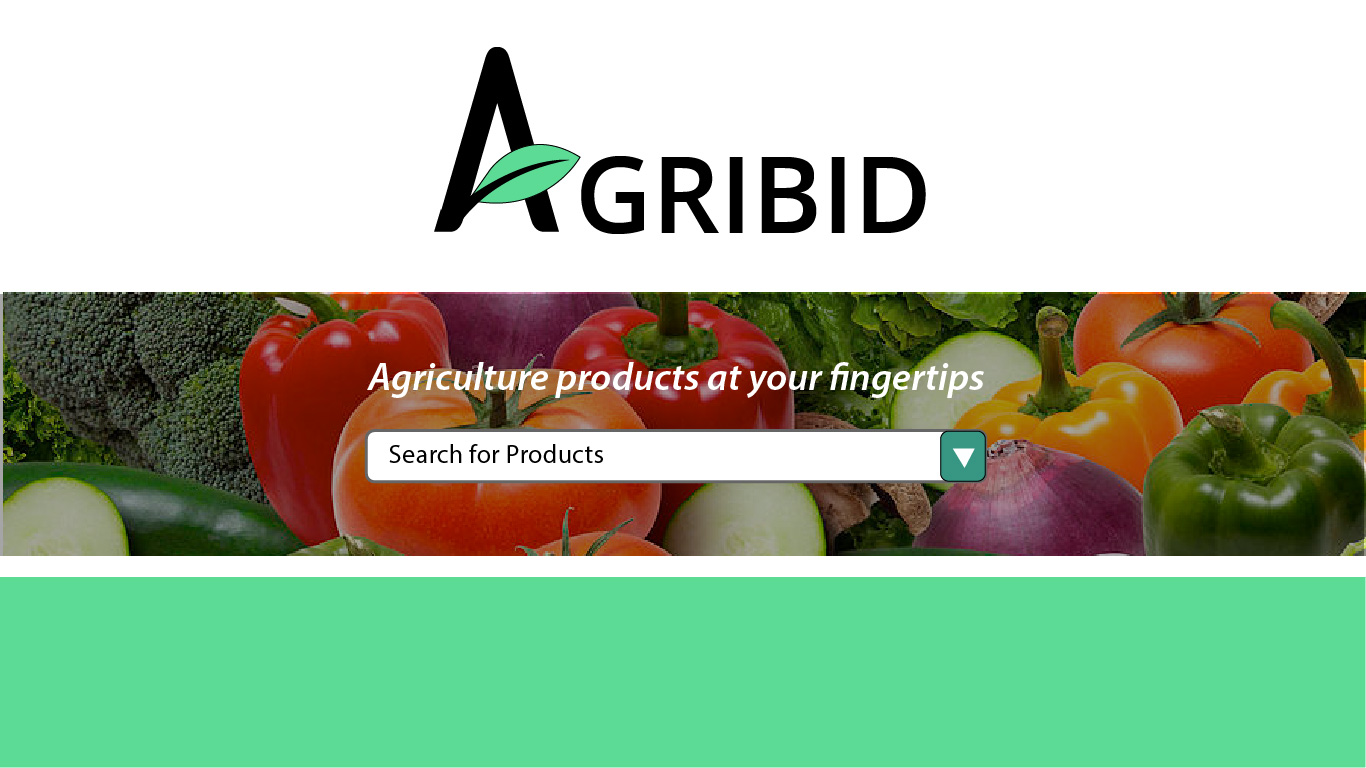 AGRIBID
Agriculture products at your fingertips
Search for Products